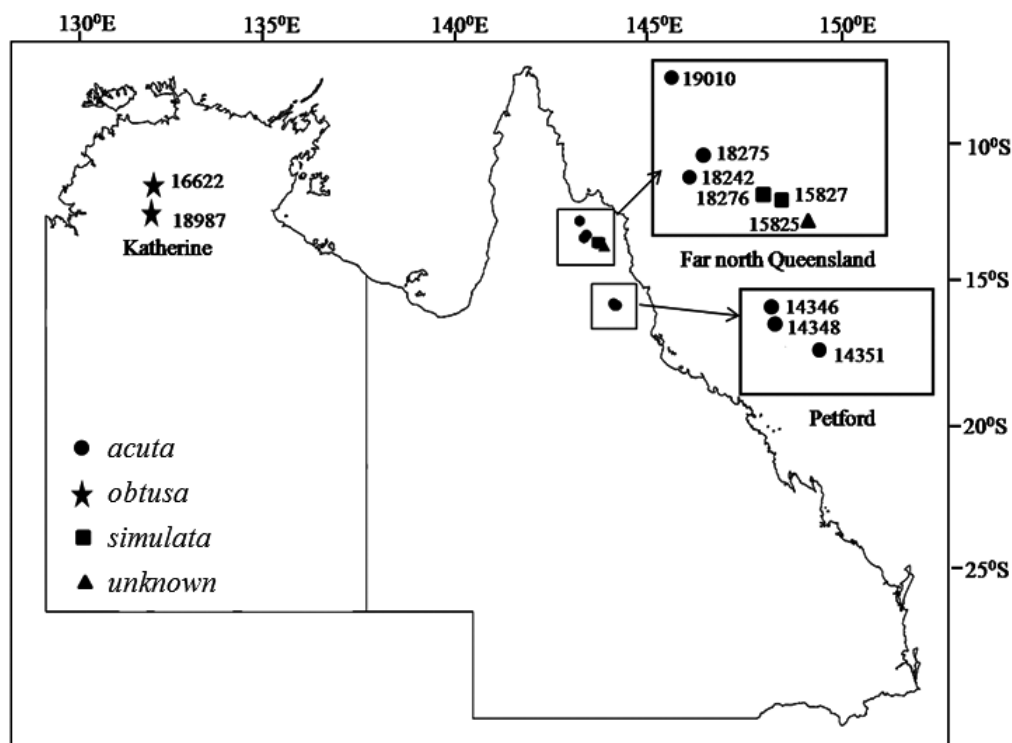 130⁰E 135⁰E 140⁰E 145⁰E 150⁰E
19010
10⁰S
18275
16622
18242
18276 15827
18987
15825
Katherine
Far north Queensland
15⁰S
14346
14348
14351
Petford
20⁰S
acuta
obtusa
simulata
25⁰S
unknown